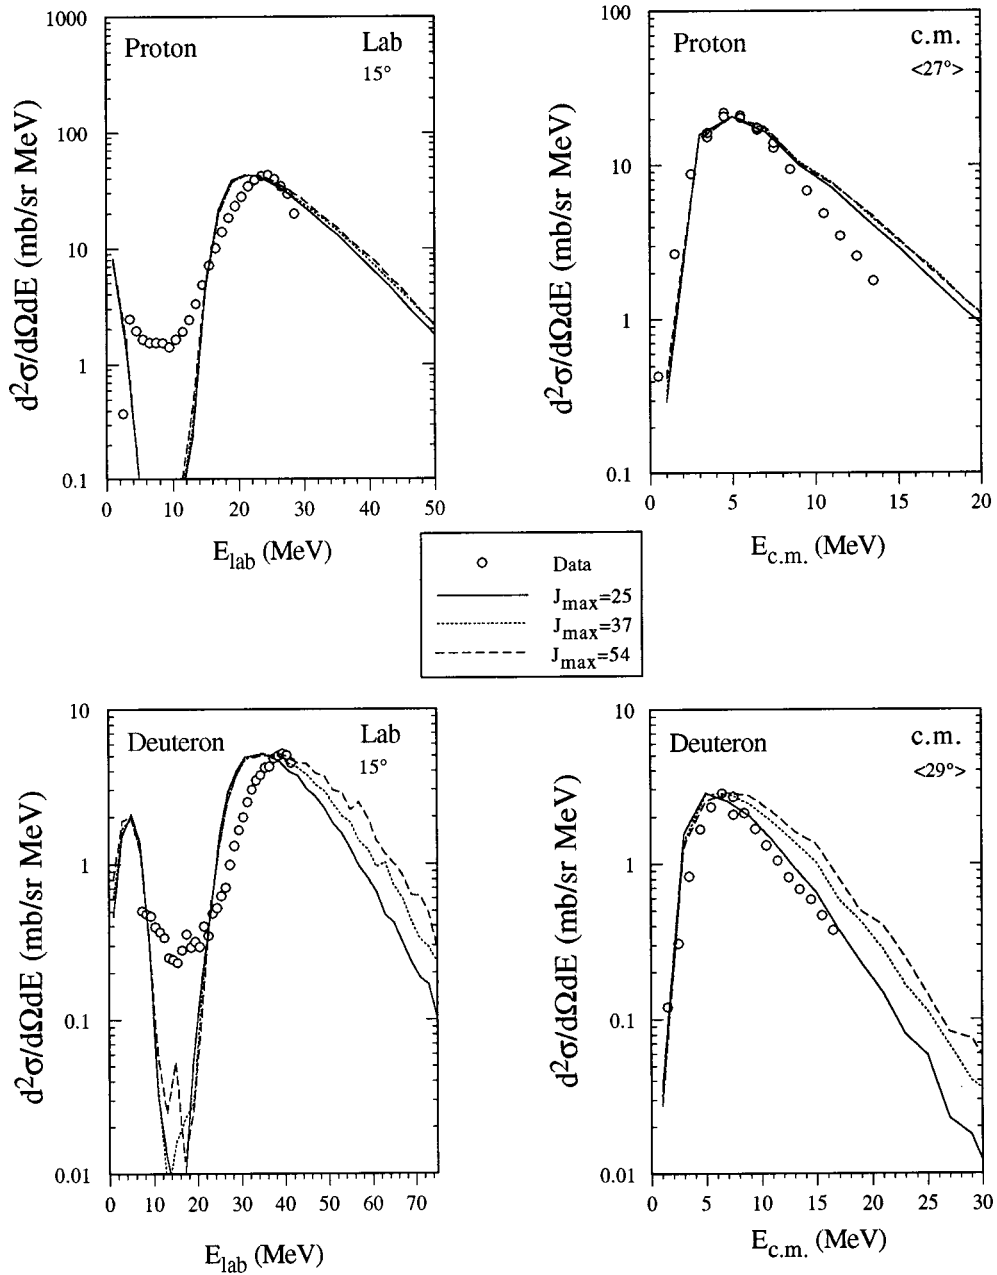 1000
100
10
1
0.1
Proton
Lab
15°
d²σ/dΩdE (mb/sr MeV)
0 10 20 30 40 50
E_lab (MeV)
100
10
1
0.1
Proton
c.m.
<27°>
d²σ/dΩdE (mb/sr MeV)
0 5 10 15 20
E_c.m. (MeV)
Data
J_max=25
J_max=37
J_max=54
10
1
0.1
0.01
Deuteron
Lab
15°
d²σ/dΩdE (mb/sr MeV)
0 10 20 30 40 50 60 70
E_lab (MeV)
10
1
0.1
0.01
Deuteron
c.m.
<29°>
d²σ/dΩdE (mb/sr MeV)
0 5 10 15 20 25 30
E_c.m. (MeV)